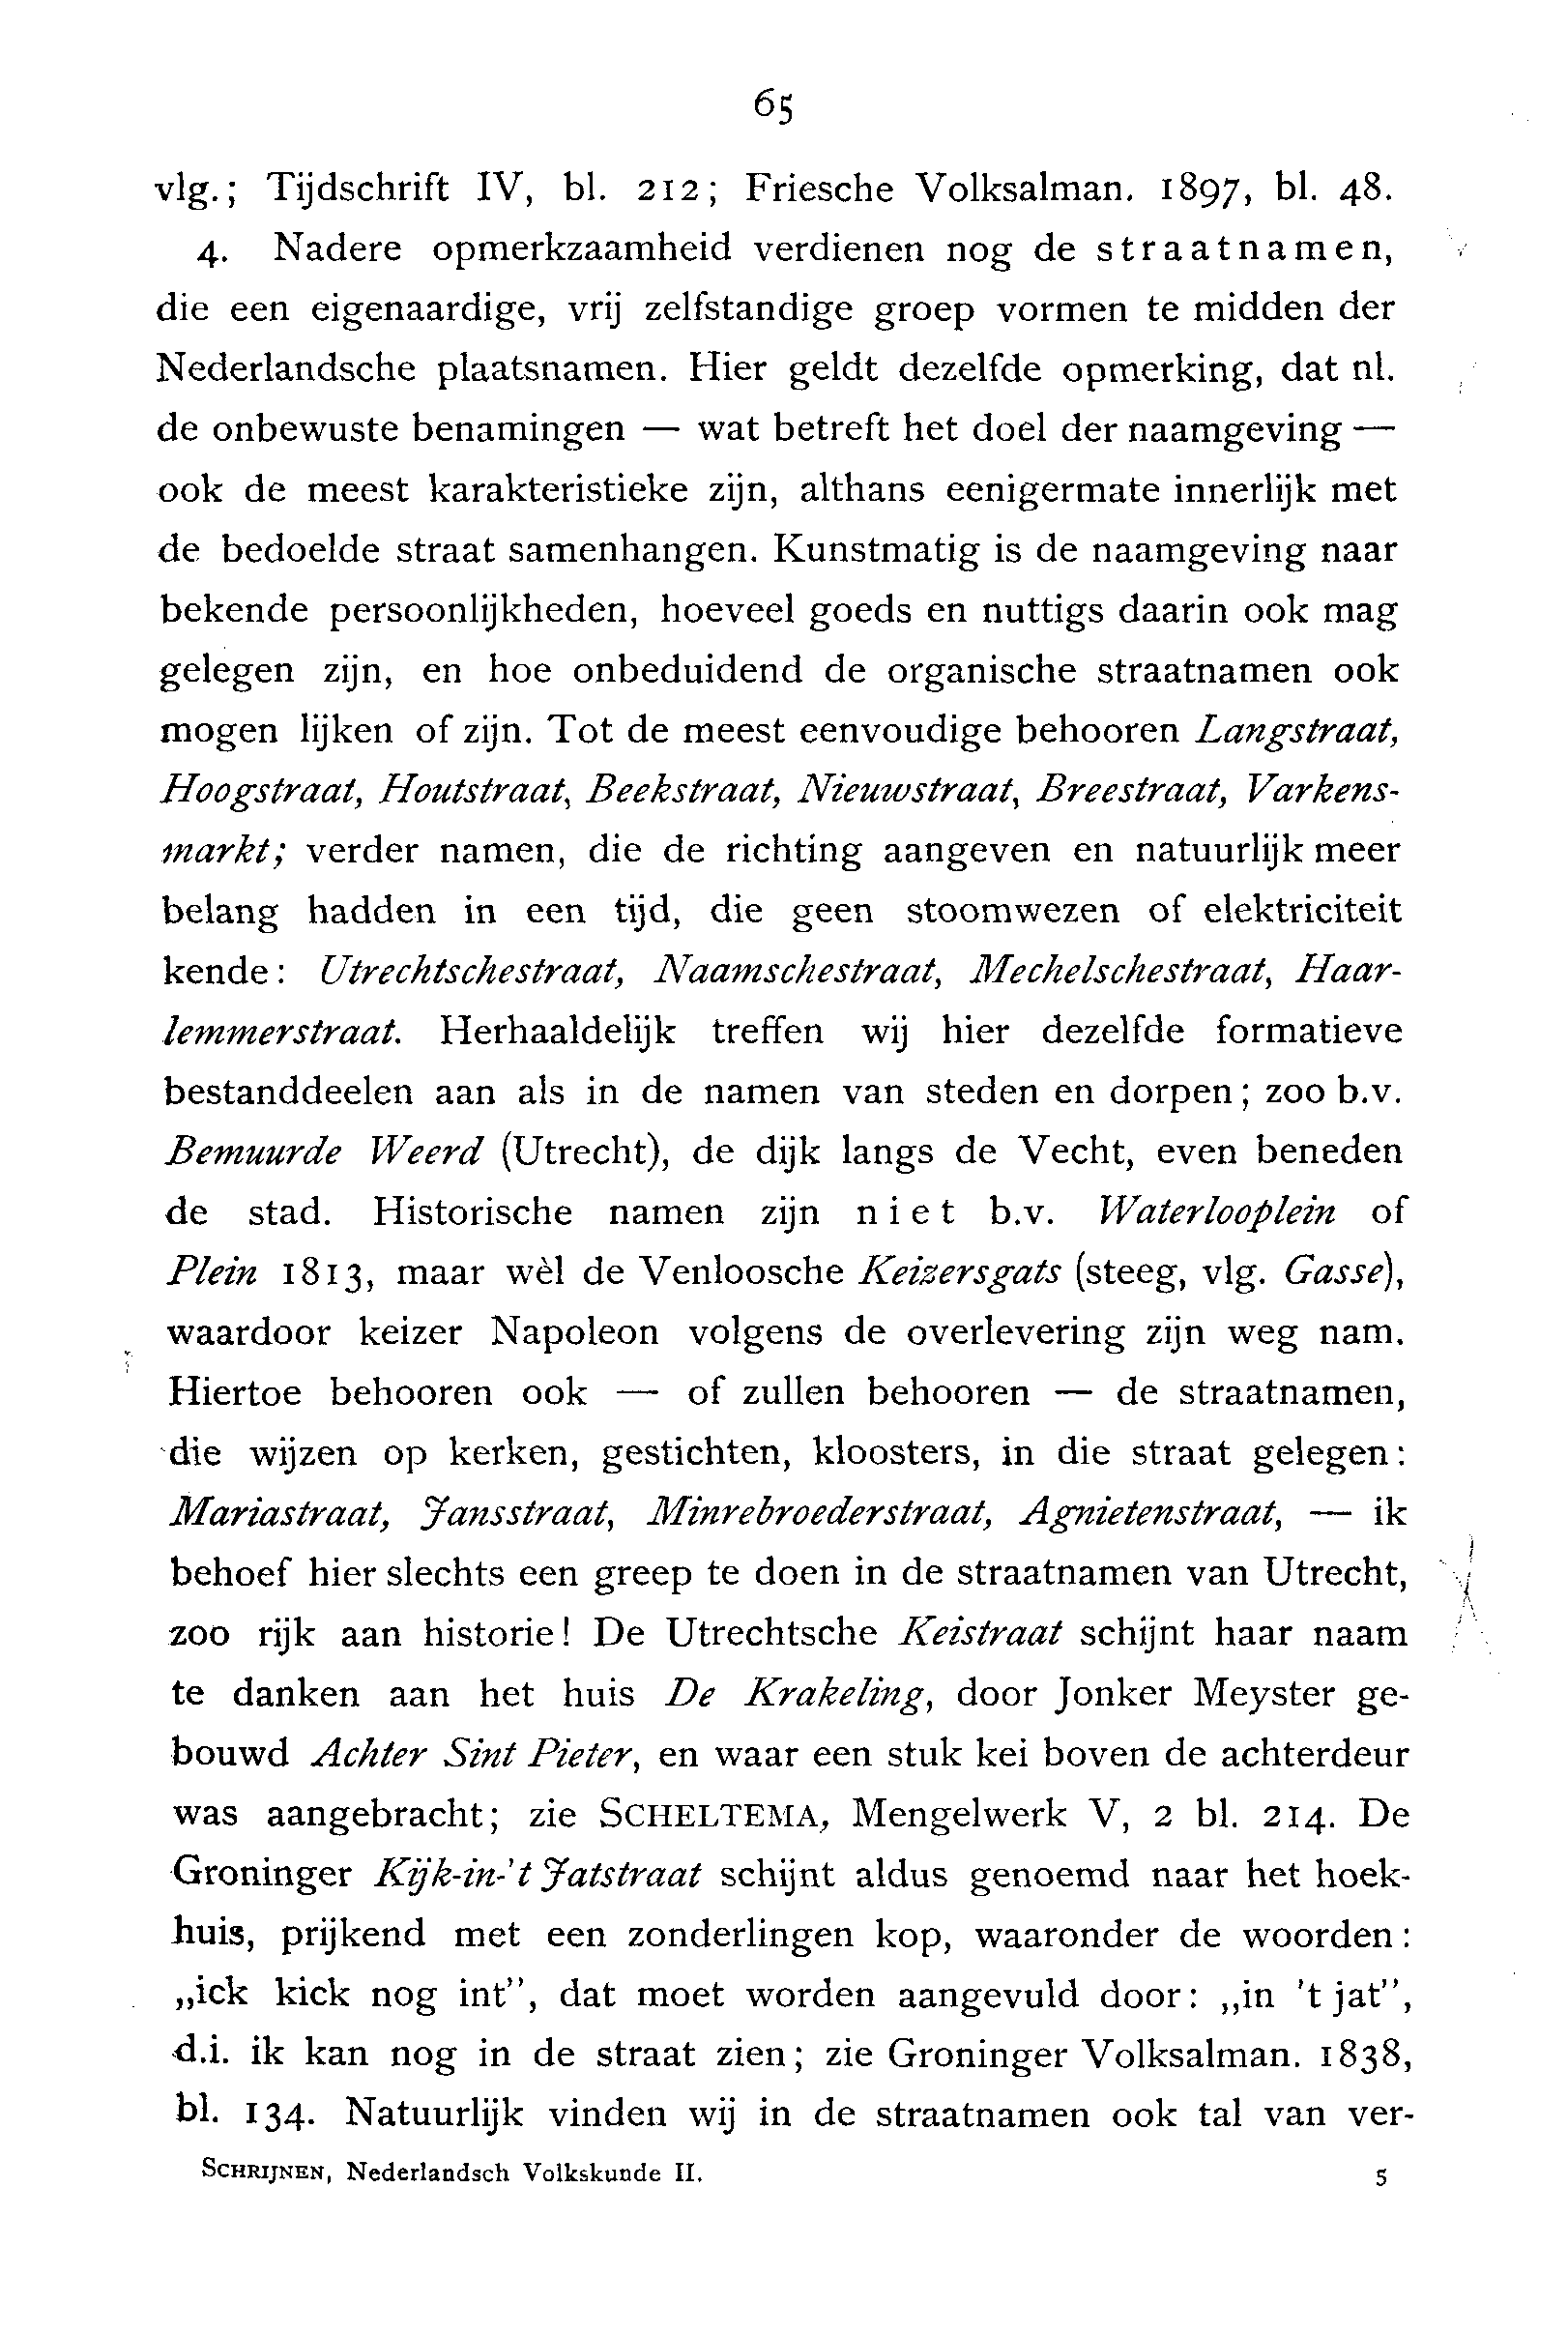 65
vlg.; Tijdschrift IV, bl. 212; Friesche Volksalman. 1897, bl. 48.
4. Nadere opmerkzaamheid verdienen nog de straatnamen,
die een eigenaardige, vrij zelfstandige groep vormen te midden der
Nederlandsche plaatsnamen. Hier geldt dezelfde opmerking, dat nl.
de onbewuste benamingen — wat betreft het doel der naamgeving —
ook de meest karakteristieke zijn, althans eenigermate innerlijk met
de bedoelde straat samenhangen. Kunstmatig is de naamgeving naar
bekende persoonlijkheden, hoeveel goeds en nuttigs daarin ook mag
gelegen zijn, en hoe onbeduidend de organische straatnamen ook
mogen lijken of zijn. Tot de meest eenvoudige behooren Langstraat,
Hoogstraat, Houtstraat, Beekstraat, Nieuwstraat, Breestraat, Varkens-
markt; verder namen, die de richting aangeven en natuurlijk meer
belang hadden in een tijd, die geen stoomwezen of elektriciteit
kende: Utrechtschestraat, Naamschestraat, Mechelschestraat, Haar-
lemmerstraat. Herhaaldelijk treffen wij hier dezelfde formatieve
bestanddeelen aan als in de namen van steden en dorpen; zoo b.v.
Bemuurde Weerd (Utrecht), de dijk langs de Vecht, even beneden
de stad. Historische namen zijn niet b.v. Waterlooplein of
Plein 1813, maar wèl de Venloosche Keizersgats (steeg, vlg. Gasse),
waardoor keizer Napoleon volgens de overlevering zijn weg nam.
Hiertoe behooren ook — of zullen behooren — de straatnamen,
die wijzen op kerken, gestichten, kloosters, in die straat gelegen:
Mariastraat, Jansstraat, Minrebroederstraat, Agnietenstraat, — ik
behoef hier slechts een greep te doen in de straatnamen van Utrecht,
zoo rijk aan historie! De Utrechtsche Keistraat schijnt haar naam
te danken aan het huis De Krakeling, door Jonker Meyster ge-
bouwd Achter Sint Pieter, en waar een stuk kei boven de achterdeur
was aangebracht; zie SCHELTEMA, Mengelwerk V, 2 bl. 214. De
Groninger Kijk-in-'t Jatstraat schijnt aldus genoemd naar het hoek-
huis, prijkend met een zonderlingen kop, waaronder de woorden:
„ick kick nog int”, dat moet worden aangevuld door: „in 't jat”,
d.i. ik kan nog in de straat zien; zie Groninger Volksalman. 1838,
bl. 134. Natuurlijk vinden wij in de straatnamen ook tal van ver-
SCHRIJNEN, Nederlandsch Volkskunde II. 5